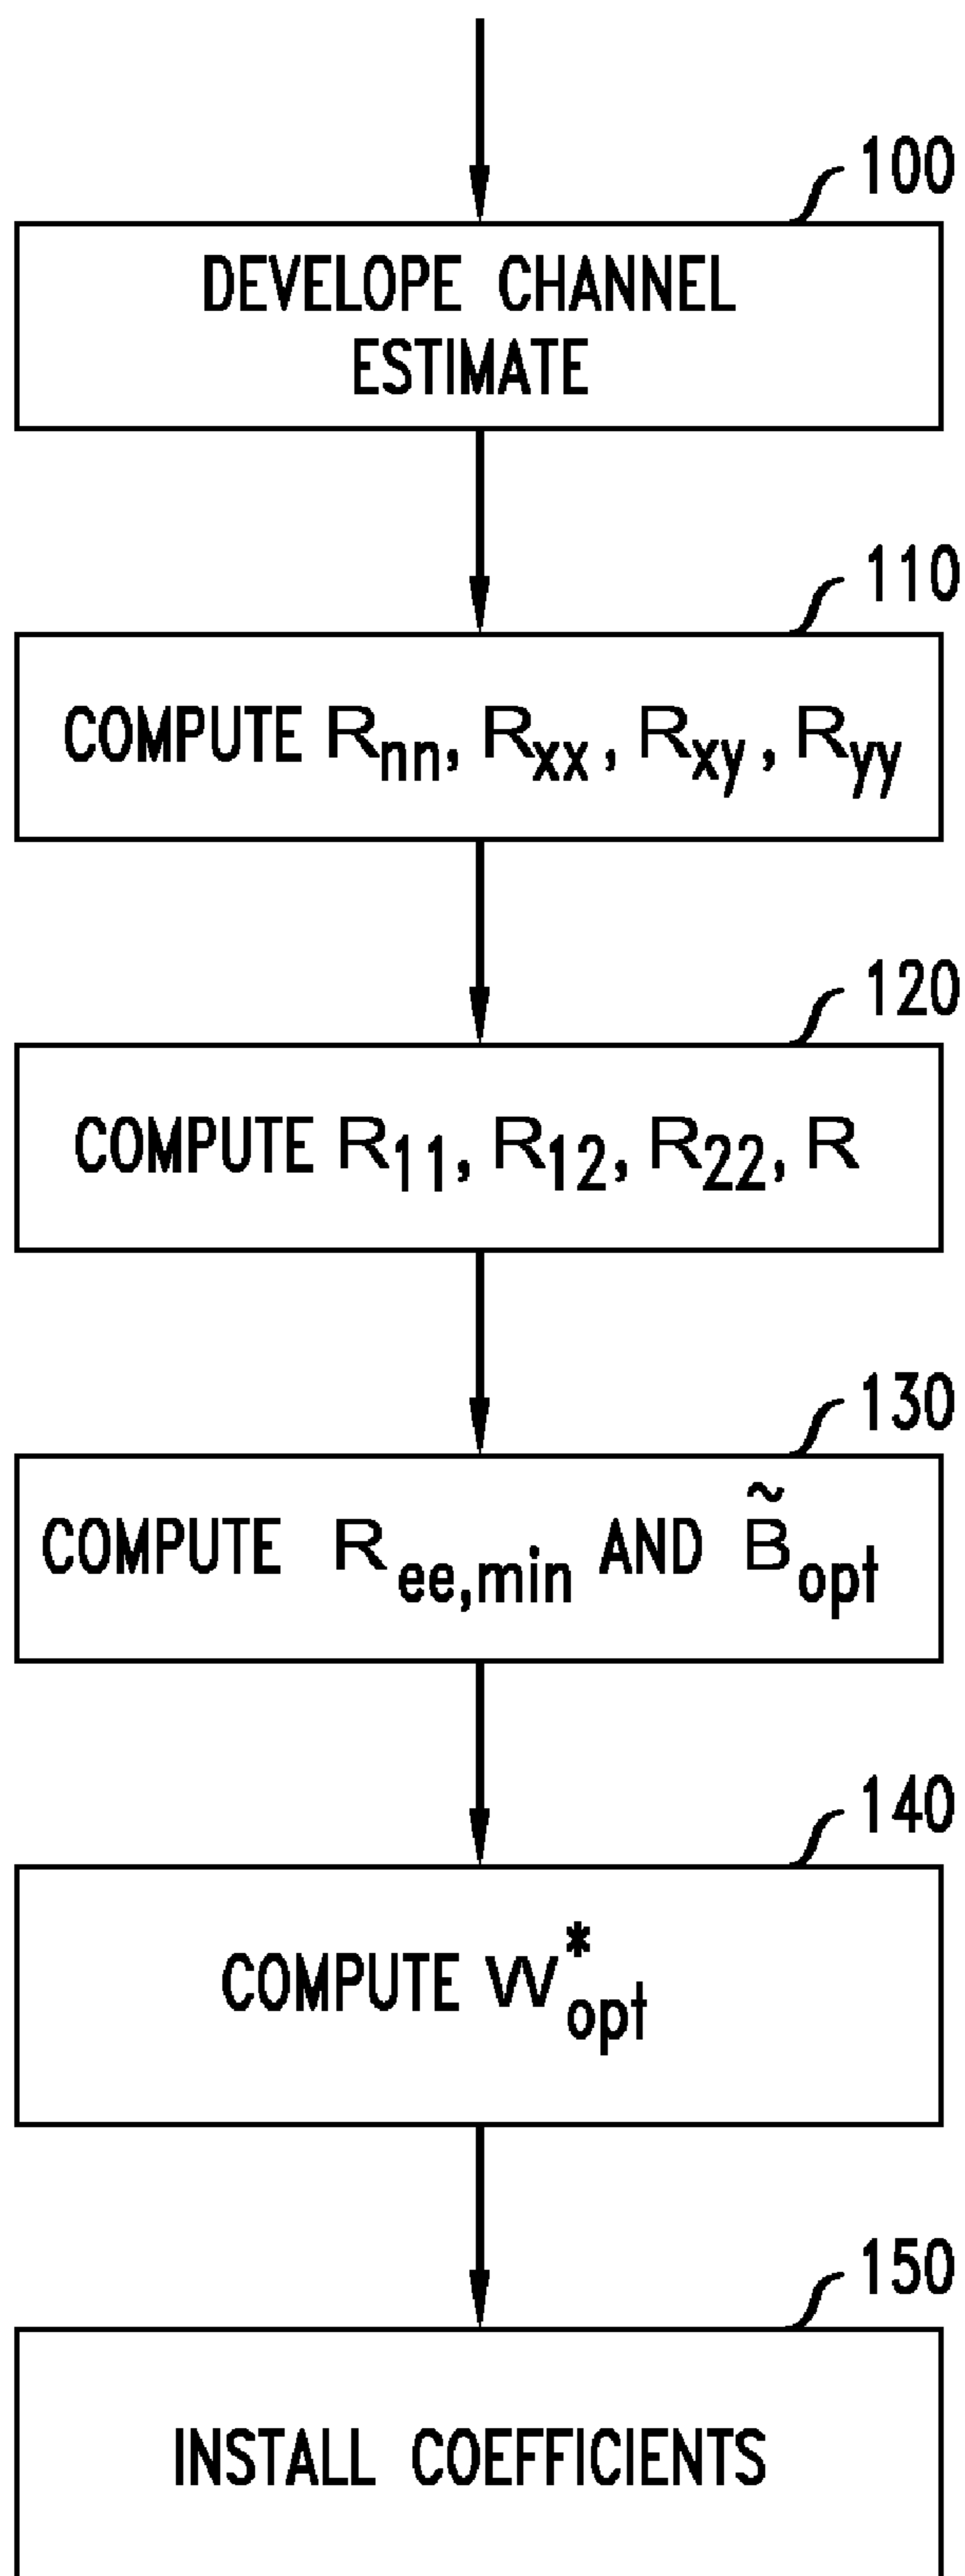 100
DEVELOPE CHANNEL
ESTIMATE
110
COMPUTE Rnn, Rxx, Rxy, Ryy
120
COMPUTE R11, R12, R22, R
130
COMPUTE Ree,min AND B̃opt
140
COMPUTE W*opt
150
INSTALL COEFFICIENTS